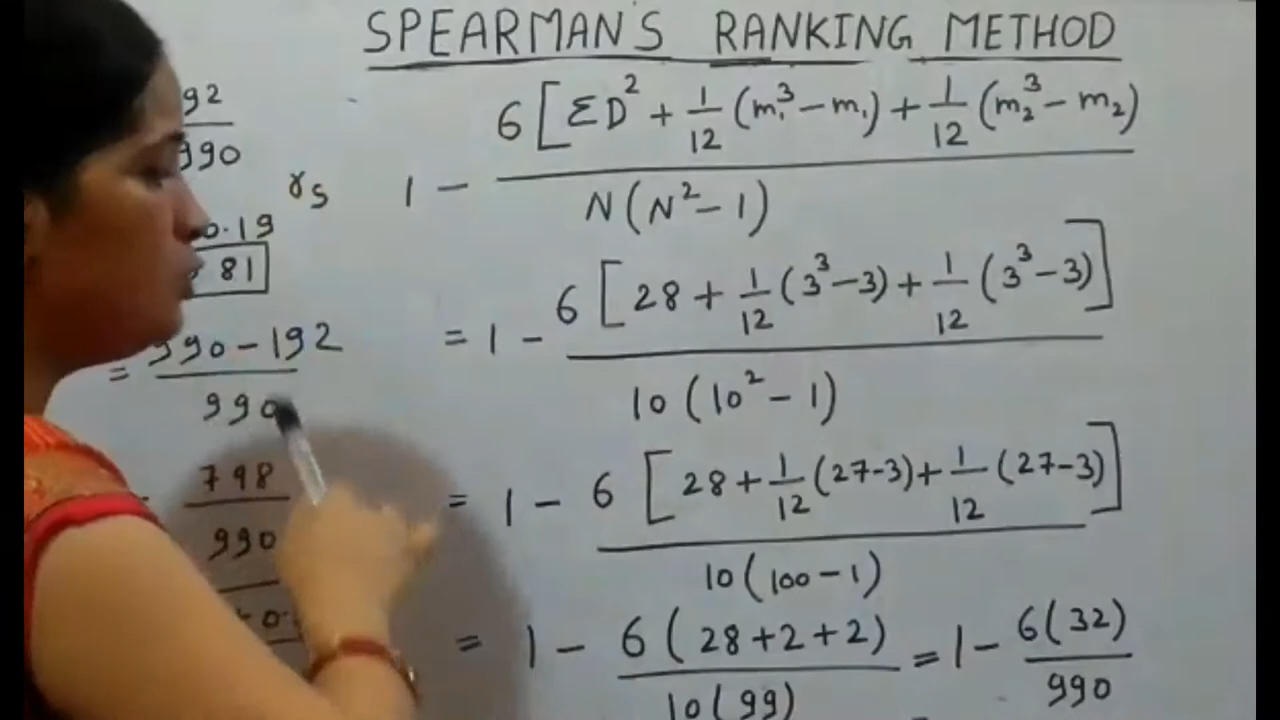 SPEARMAN'S RANKING METHOD
rs 1 - 6[ΣD² + 1/12 (m₁³ - m₁) + 1/12 (m₂³ - m₂) / N(N² - 1)
= 1 - 6[28 + 1/12 (3³ - 3) + 1/12 (3³ - 3)] / 10(10² - 1)
= 1 - 6[28 + 1/12 (27-3) + 1/12 (27-3)] / 10(100 - 1)
= 1 - 6(28+2+2) / 10(99) = 1 - 6(32) / 990
92
990
0.19
81
= 990-192 / 990
798 / 990